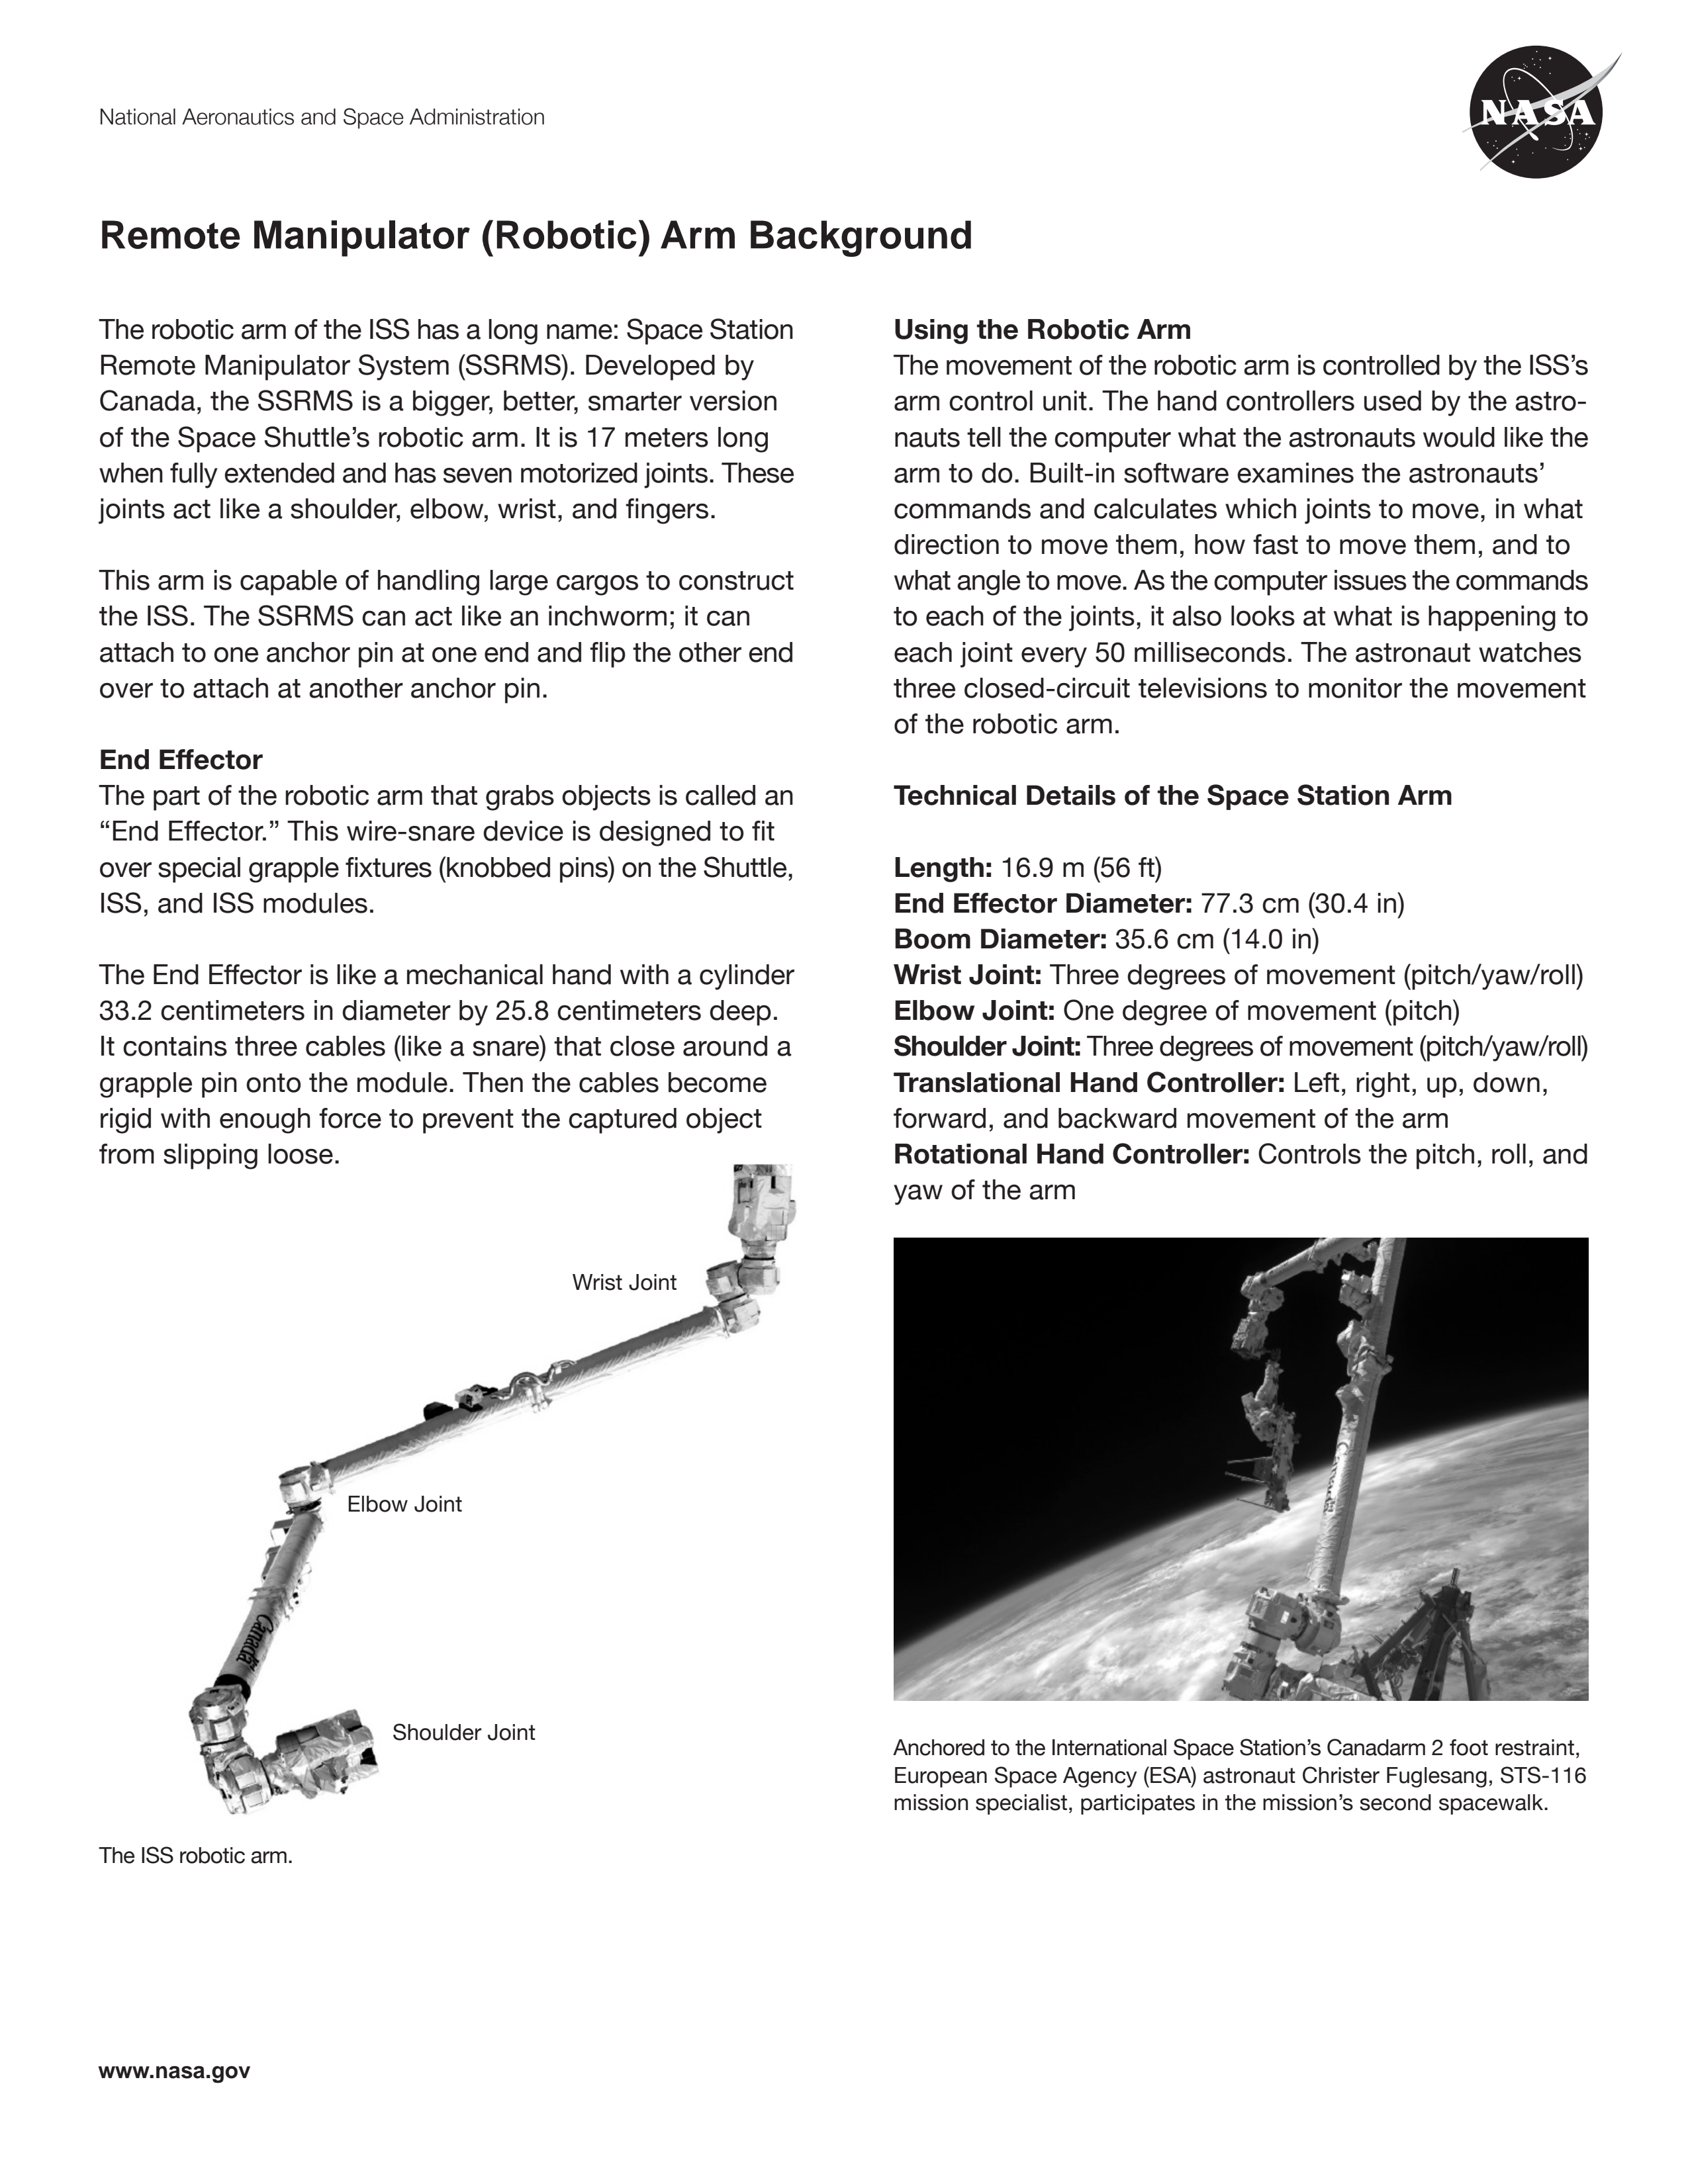 National Aeronautics and Space Administration
NASA
Remote Manipulator (Robotic) Arm Background
The robotic arm of the ISS has a long name: Space Station
Remote Manipulator System (SSRMS). Developed by
Canada, the SSRMS is a bigger, better, smarter version
of the Space Shuttle’s robotic arm. It is 17 meters long
when fully extended and has seven motorized joints. These
joints act like a shoulder, elbow, wrist, and fingers.
This arm is capable of handling large cargos to construct
the ISS. The SSRMS can act like an inchworm; it can
attach to one anchor pin at one end and flip the other end
over to attach at another anchor pin.
End Effector
The part of the robotic arm that grabs objects is called an
“End Effector.” This wire-snare device is designed to fit
over special grapple fixtures (knobbed pins) on the Shuttle,
ISS, and ISS modules.
The End Effector is like a mechanical hand with a cylinder
33.2 centimeters in diameter by 25.8 centimeters deep.
It contains three cables (like a snare) that close around a
grapple pin onto the module. Then the cables become
rigid with enough force to prevent the captured object
from slipping loose.
Wrist Joint
Elbow Joint
Canada
Shoulder Joint
The ISS robotic arm.
Using the Robotic Arm
The movement of the robotic arm is controlled by the ISS’s
arm control unit. The hand controllers used by the astro-
nauts tell the computer what the astronauts would like the
arm to do. Built-in software examines the astronauts’
commands and calculates which joints to move, in what
direction to move them, how fast to move them, and to
what angle to move. As the computer issues the commands
to each of the joints, it also looks at what is happening to
each joint every 50 milliseconds. The astronaut watches
three closed-circuit televisions to monitor the movement
of the robotic arm.
Technical Details of the Space Station Arm
Length: 16.9 m (56 ft)
End Effector Diameter: 77.3 cm (30.4 in)
Boom Diameter: 35.6 cm (14.0 in)
Wrist Joint: Three degrees of movement (pitch/yaw/roll)
Elbow Joint: One degree of movement (pitch)
Shoulder Joint: Three degrees of movement (pitch/yaw/roll)
Translational Hand Controller: Left, right, up, down,
forward, and backward movement of the arm
Rotational Hand Controller: Controls the pitch, roll, and
yaw of the arm
Anchored to the International Space Station’s Canadarm 2 foot restraint,
European Space Agency (ESA) astronaut Christer Fuglesang, STS-116
mission specialist, participates in the mission’s second spacewalk.
www.nasa.gov